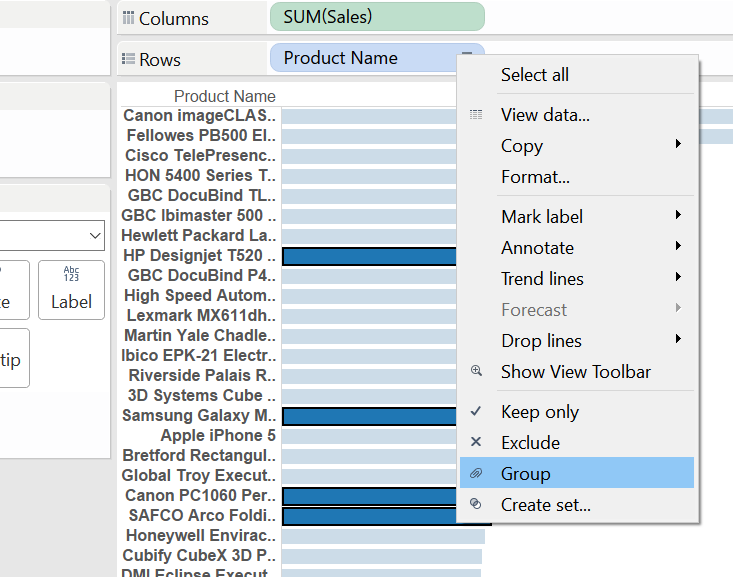 Columns
SUM(Sales)
Rows
Product Name
Product Name
Canon imageCLAS..
Fellowes PB500 El..
Cisco TelePresenc..
HON 5400 Series T..
GBC DocuBind TL..
GBC Ibimaster 500 ..
Hewlett Packard La..
HP Designjet T520 ..
GBC DocuBind P4..
High Speed Autom..
Lexmark MX611dh..
Martin Yale Chadle..
Ibico EPK-21 Electr..
Riverside Palais R..
3D Systems Cube ..
Samsung Galaxy M..
Apple iPhone 5
Bretford Rectangul..
Global Troy Execut..
Canon PC1060 Per..
SAFCO Arco Foldi..
Honeywell Envirac..
Cubify CubeX 3D P..
DMI Eclipse Execut..
Abc
123
te
Label
tip
Select all
View data...
Copy
Format...
Mark label
Annotate
Trend lines
Forecast
Drop lines
Show View Toolbar
Keep only
Exclude
Group
Create set...